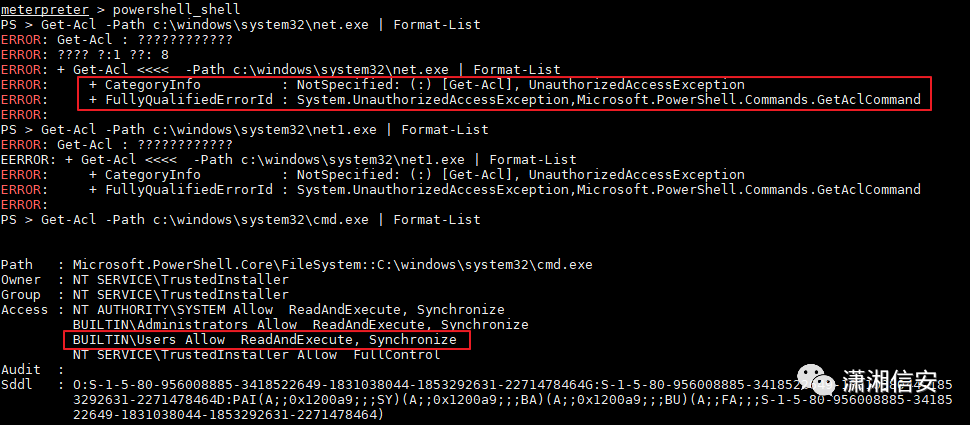 meterpreter > powershell_shell
PS > Get-Acl -Path c:\windows\system32\net.exe | Format-List
ERROR: Get-Acl : ????????????
ERROR: ???? ?:1 ??: 8
ERROR: + Get-Acl <<<<  -Path c:\windows\system32\net.exe | Format-List
ERROR:     + CategoryInfo          : NotSpecified: (:) [Get-Acl], UnauthorizedAccessException
ERROR:     + FullyQualifiedErrorId : System.UnauthorizedAccessException,Microsoft.PowerShell.Commands.GetAclCommand
ERROR:
PS > Get-Acl -Path c:\windows\system32\net1.exe | Format-List
ERROR: Get-Acl : ????????????
EERROR: + Get-Acl <<<<  -Path c:\windows\system32\net1.exe | Format-List
ERROR:     + CategoryInfo          : NotSpecified: (:) [Get-Acl], UnauthorizedAccessException
ERROR:     + FullyQualifiedErrorId : System.UnauthorizedAccessException,Microsoft.PowerShell.Commands.GetAclCommand
ERROR:
PS > Get-Acl -Path c:\windows\system32\cmd.exe | Format-List
Path   : Microsoft.PowerShell.Core\FileSystem::C:\windows\system32\cmd.exe
Owner  : NT SERVICE\TrustedInstaller
Group  : NT SERVICE\TrustedInstaller
Access : NT AUTHORITY\SYSTEM Allow  ReadAndExecute, Synchronize
BUILTIN\Administrators Allow  ReadAndExecute, Synchronize
BUILTIN\Users Allow  ReadAndExecute, Synchronize
NT SERVICE\TrustedInstaller Allow  FullControl
Audit  :
Sddl   : O:S-1-5-80-956008885-3418522649-1831038044-1853292631-2271478464G:S-1-5-80-956008885-3418522649-1831038044-185
3292631-2271478464D:PAI(A;;0x1200a9;;;SY)(A;;0x1200a9;;;BA)(A;;0x1200a9;;;BU)(A;;FA;;;S-1-5-80-956008885-34185
22649-1831038044-1853292631-2271478464)
潇湘信安